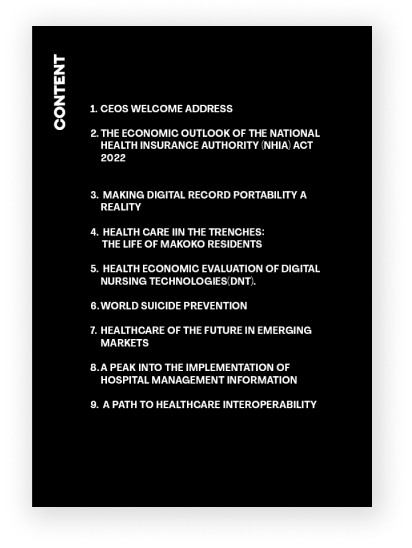 CONTENT
1. CEOS WELCOME ADDRESS
2. THE ECONOMIC OUTLOOK OF THE NATIONAL
HEALTH INSURANCE AUTHORITY (NHIA) ACT
2022
3. MAKING DIGITAL RECORD PORTABILITY A
REALITY
4. HEALTH CARE IIN THE TRENCHES:
THE LIFE OF MAKOKO RESIDENTS
5. HEALTH ECONOMIC EVALUATION OF DIGITAL
NURSING TECHNOLOGIES(DNT).
6.WORLD SUICIDE PREVENTION
7. HEALTHCARE OF THE FUTURE IN EMERGING
MARKETS
8.A PEAK INTO THE IMPLEMENTATION OF
HOSPITAL MANAGEMENT INFORMATION
9. A PATH TO HEALTHCARE INTEROPERABILITY